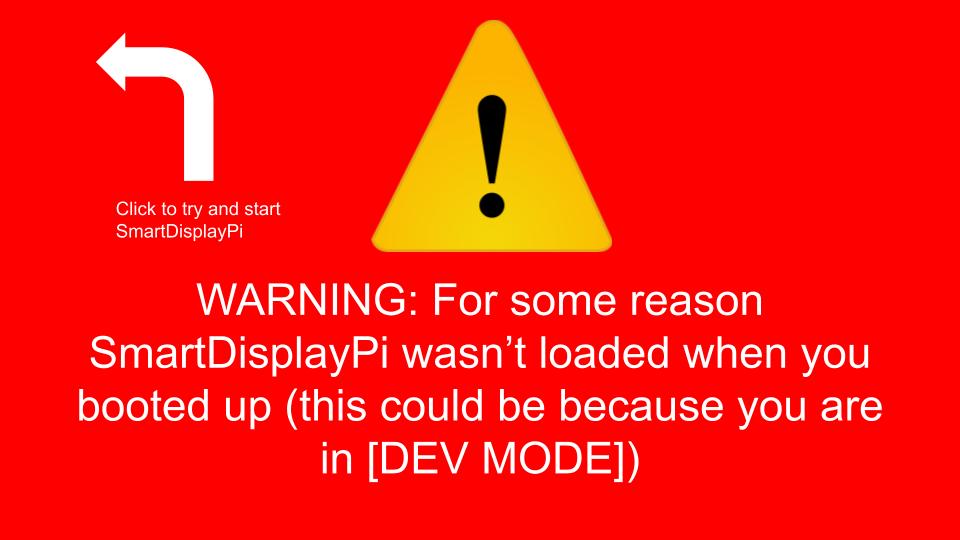 Click to try and start
SmartDisplayPi
WARNING: For some reason
SmartDisplayPi wasn’t loaded when you
booted up (this could be because you are
in [DEV MODE])